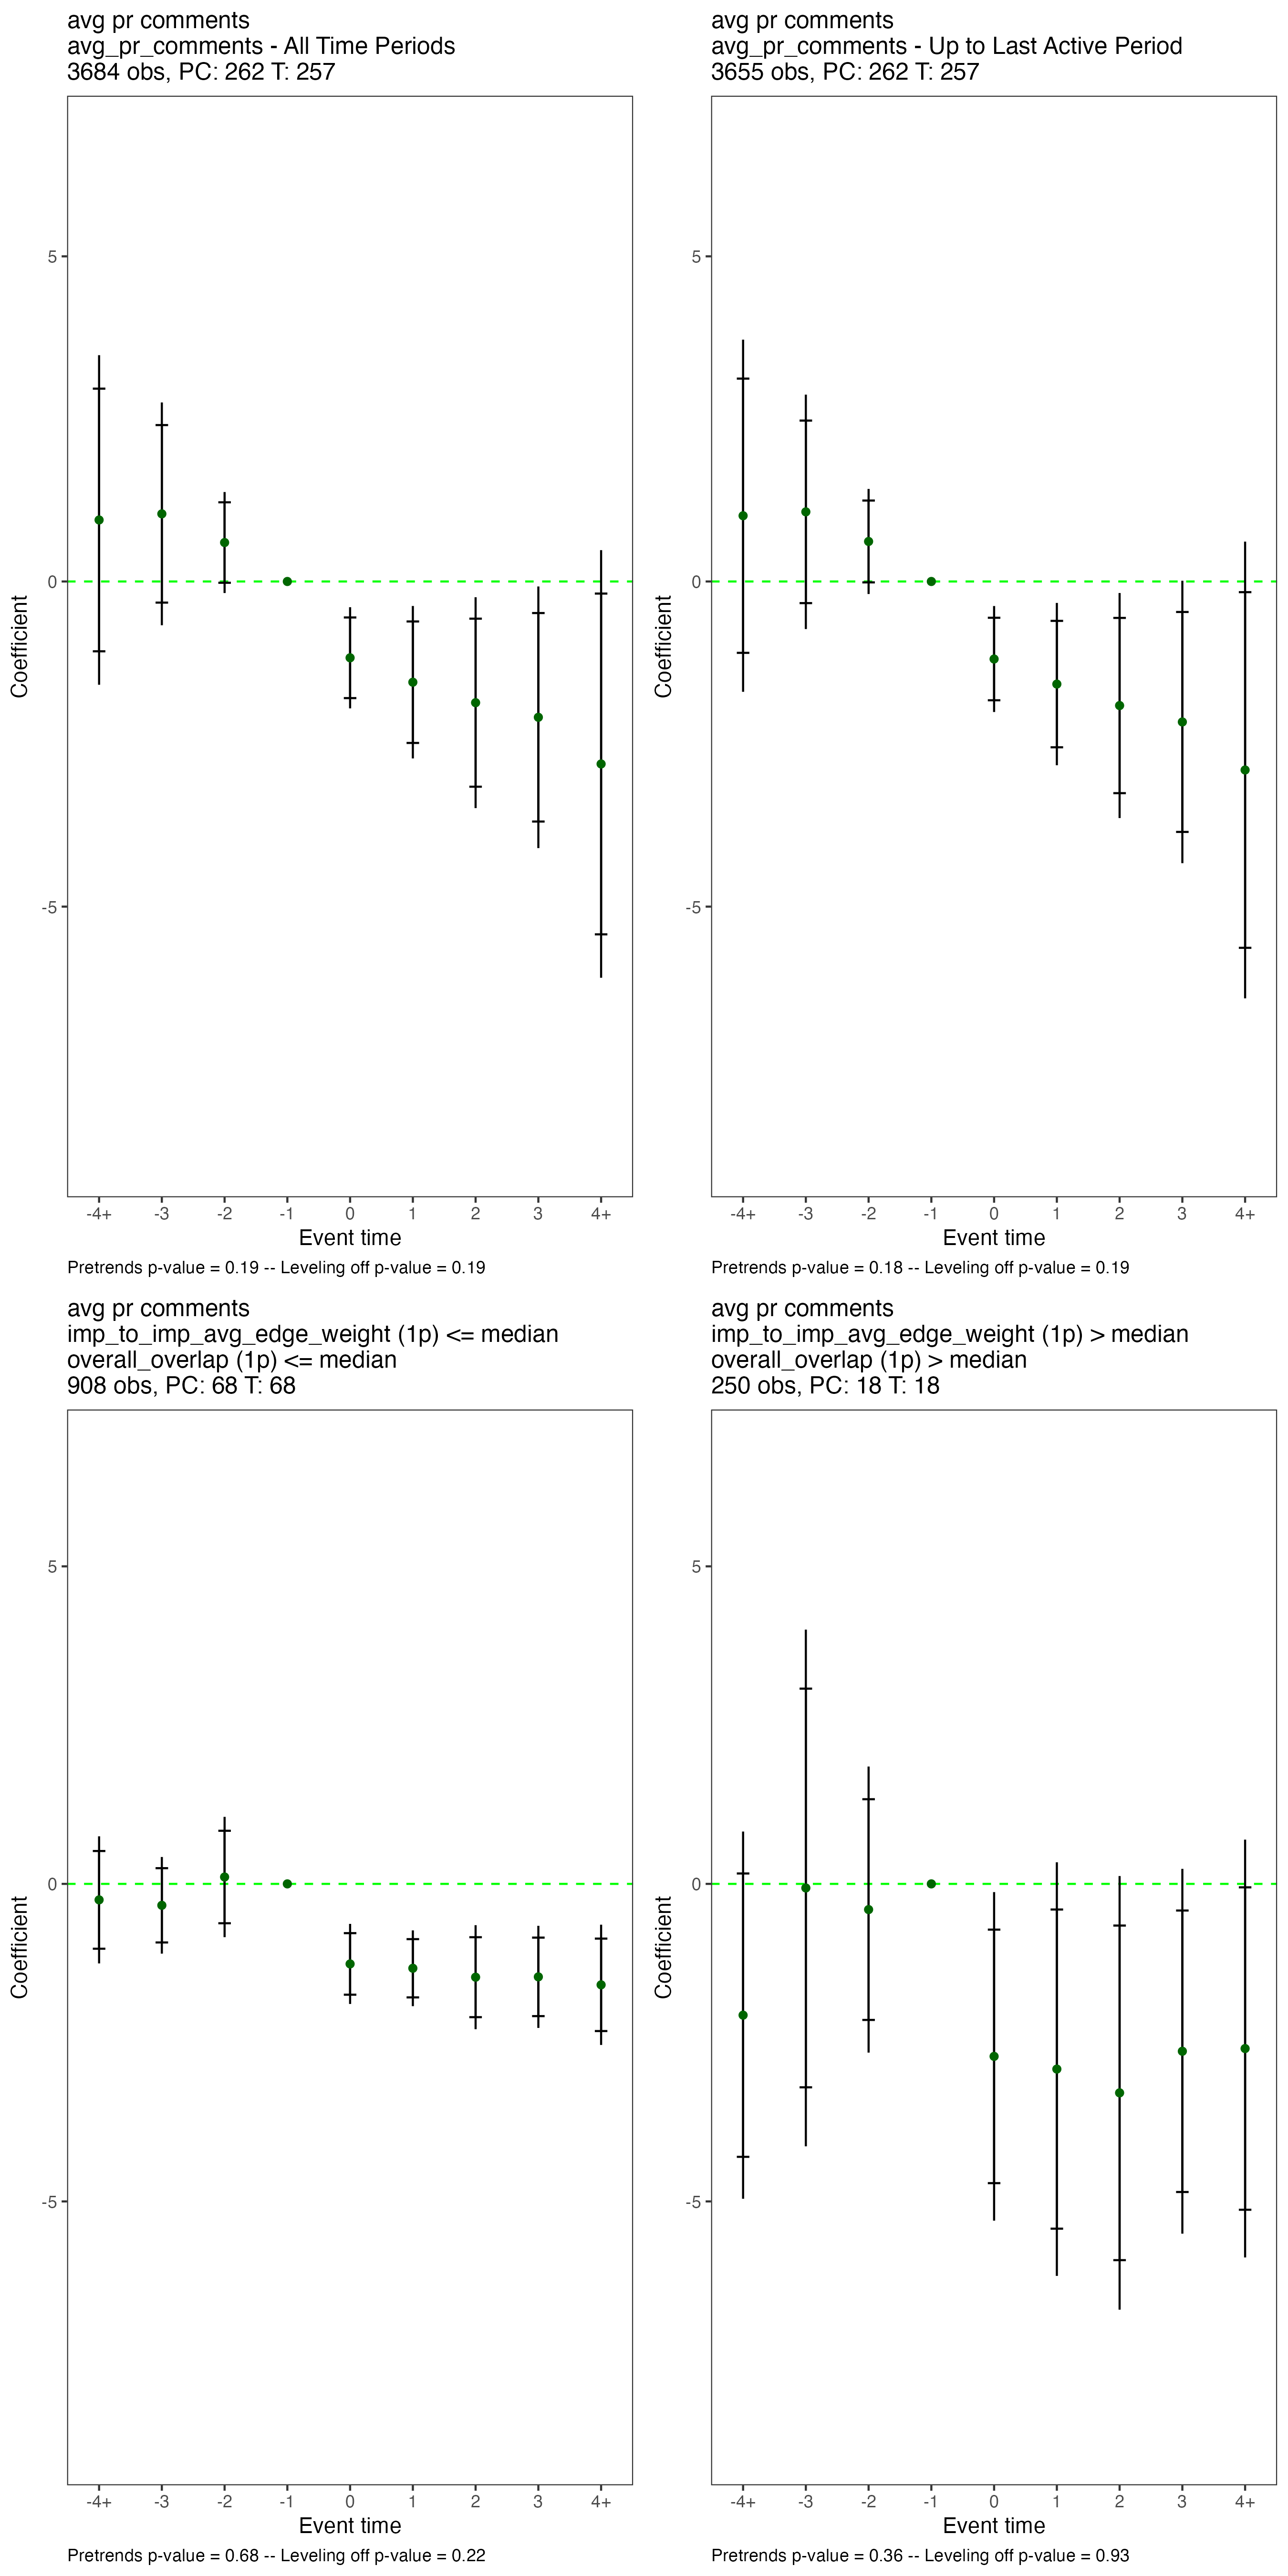 avg pr comments
avg_pr_comments - All Time Periods
3684 obs, PC: 262 T: 257
5
0
-5
Coefficient
-4+ -3 -2 -1 0 1 2 3 4+
Event time
Pretrends p-value = 0.19 -- Leveling off p-value = 0.19
avg pr comments
avg_pr_comments - Up to Last Active Period
3655 obs, PC: 262 T: 257
5
0
-5
Coefficient
-4+ -3 -2 -1 0 1 2 3 4+
Event time
Pretrends p-value = 0.18 -- Leveling off p-value = 0.19
avg pr comments
imp_to_imp_avg_edge_weight (1p) <= median
overall_overlap (1p) <= median
908 obs, PC: 68 T: 68
5
0
-5
Coefficient
-4+ -3 -2 -1 0 1 2 3 4+
Event time
Pretrends p-value = 0.68 -- Leveling off p-value = 0.22
avg pr comments
imp_to_imp_avg_edge_weight (1p) > median
overall_overlap (1p) > median
250 obs, PC: 18 T: 18
5
0
-5
Coefficient
-4+ -3 -2 -1 0 1 2 3 4+
Event time
Pretrends p-value = 0.36 -- Leveling off p-value = 0.93